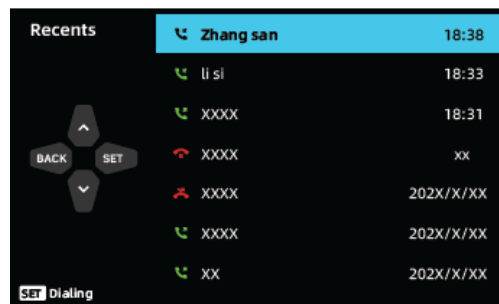 Recents
Zhang san 18:38
li si 18:33
XXXX 18:31
BACK SET
XXXX xx
XXXX 202X/X/XX
XXXX 202X/X/XX
XX 202X/X/XX
SET Dialing